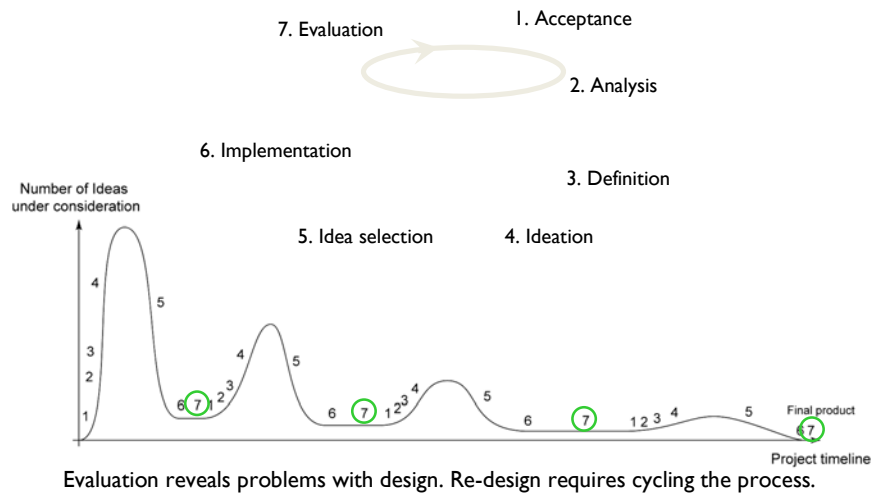 1. Acceptance
7. Evaluation
2. Analysis
6. Implementation
3. Definition
Number of Ideas
under consideration
5. Idea selection
4. Ideation
4
5
3
2
1
6 7 1 2 3 4 5
6 7 1 2 3 4 5
6 7 1 2 3 4 5
Final product
6 7
Project timeline
Evaluation reveals problems with design. Re-design requires cycling the process.